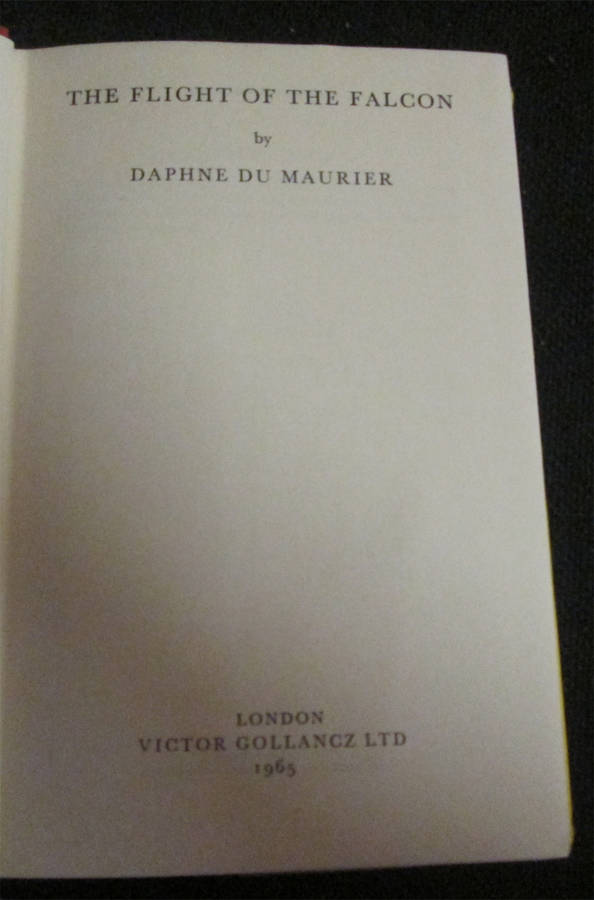 THE FLIGHT OF THE FALCON
by
DAPHNE DU MAURIER
LONDON
VICTOR GOLLANCZ LTD
1965